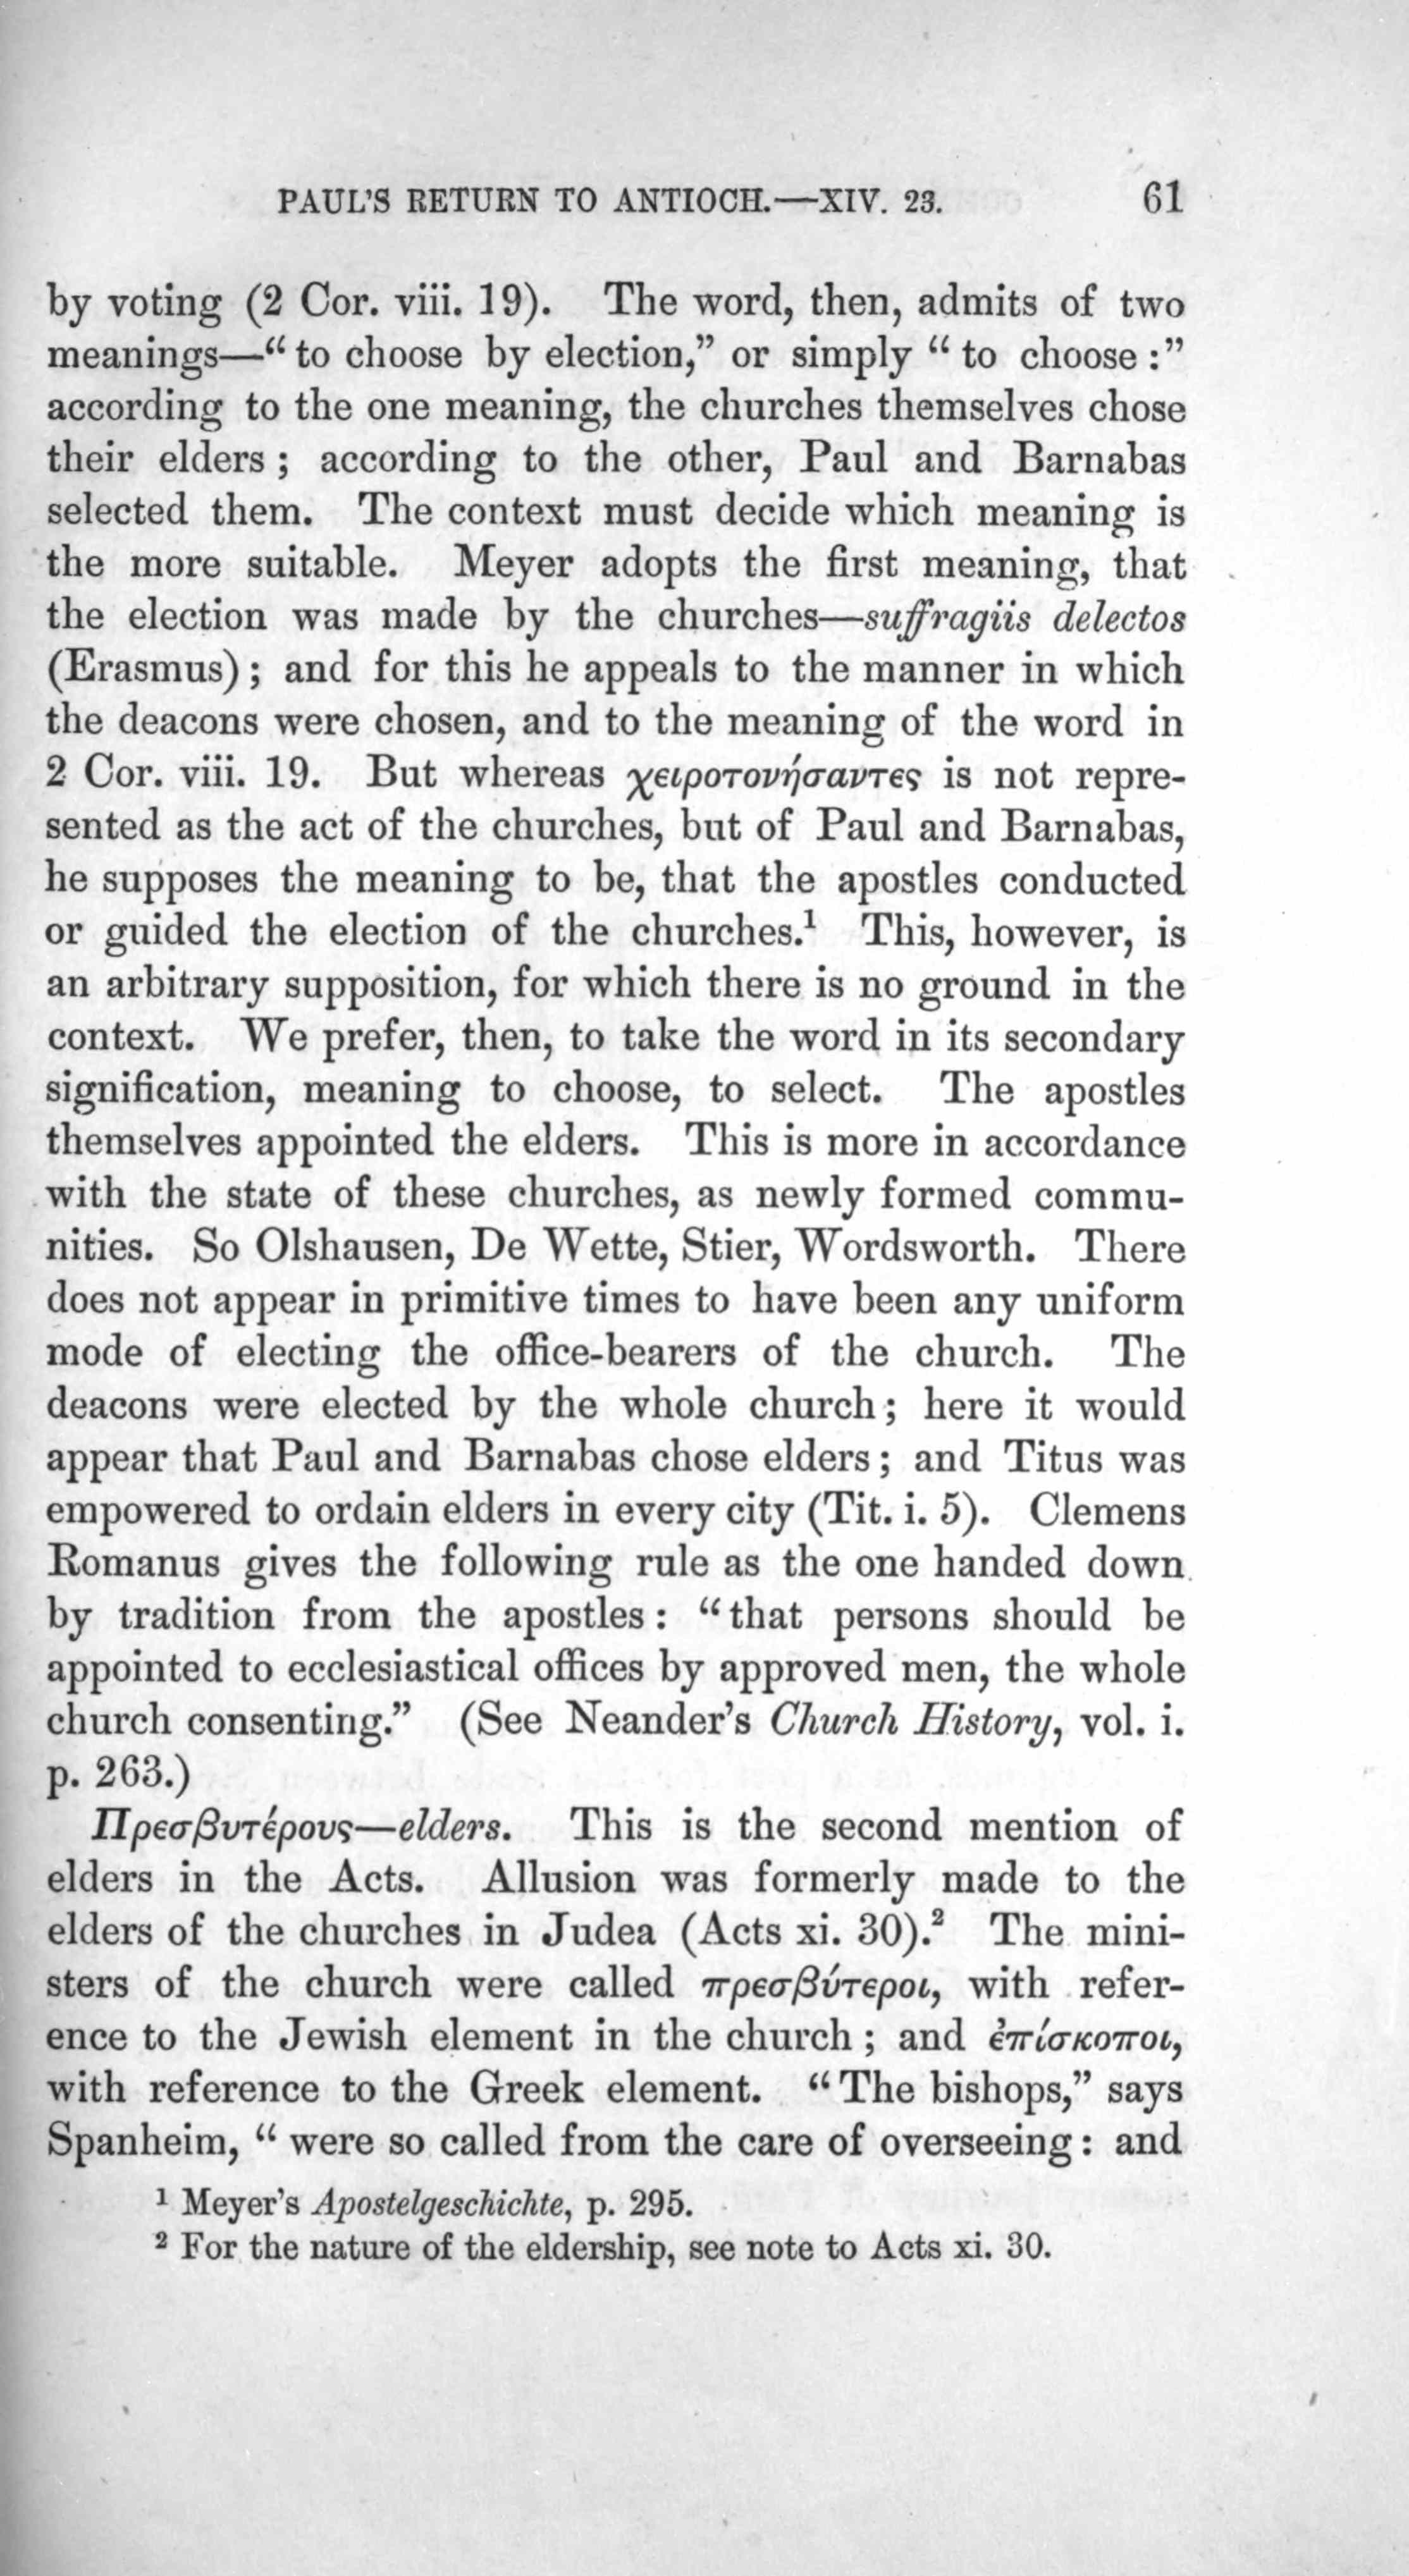 PAUL'S RETURN TO ANTIOCH.—XIV. 23. 61
by voting (2 Cor. viii. 19). The word, then, admits of two
meanings—“to choose by election,” or simply “to choose:”
according to the one meaning, the churches themselves chose
their elders; according to the other, Paul and Barnabas
selected them. The context must decide which meaning is
the more suitable. Meyer adopts the first meaning, that
the election was made by the churches—suffragiis delectos
(Erasmus); and for this he appeals to the manner in which
the deacons were chosen, and to the meaning of the word in
2 Cor. viii. 19. But whereas χειροτονήσαντες is not repre-
sented as the act of the churches, but of Paul and Barnabas,
he supposes the meaning to be, that the apostles conducted
or guided the election of the churches.¹ This, however, is
an arbitrary supposition, for which there is no ground in the
context. We prefer, then, to take the word in its secondary
signification, meaning to choose, to select. The apostles
themselves appointed the elders. This is more in accordance
with the state of these churches, as newly formed commu-
nities. So Olshausen, De Wette, Stier, Wordsworth. There
does not appear in primitive times to have been any uniform
mode of electing the office-bearers of the church. The
deacons were elected by the whole church; here it would
appear that Paul and Barnabas chose elders; and Titus was
empowered to ordain elders in every city (Tit. i. 5). Clemens
Romanus gives the following rule as the one handed down
by tradition from the apostles: “that persons should be
appointed to ecclesiastical offices by approved men, the whole
church consenting.” (See Neander's Church History, vol. i.
p. 263.)
Πρεσβυτέρους—elders. This is the second mention of
elders in the Acts. Allusion was formerly made to the
elders of the churches in Judea (Acts xi. 30).² The mini-
sters of the church were called πρεσβύτεροι, with refer-
ence to the Jewish element in the church; and ἐπίσκοποι,
with reference to the Greek element. “The bishops,” says
Spanheim, “were so called from the care of overseeing: and
¹ Meyer's Apostelgeschichte, p. 295.
² For the nature of the eldership, see note to Acts xi. 30.